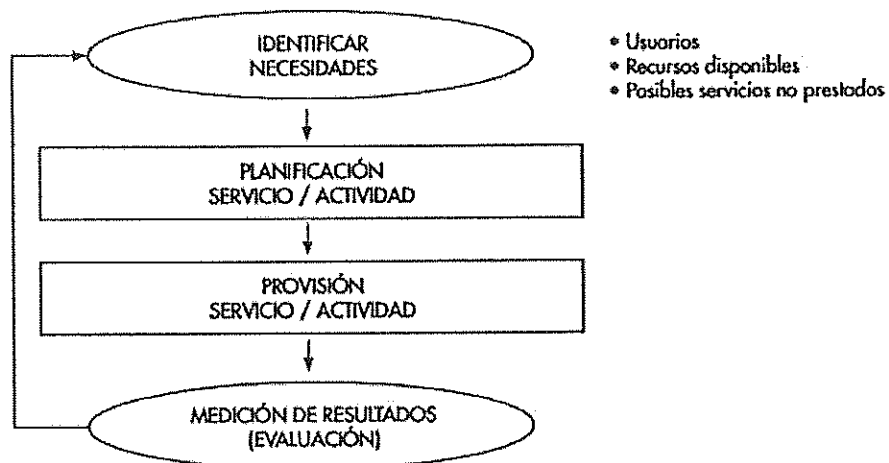 IDENTIFICAR
NECESIDADES
• Usuarios
• Recursos disponibles
• Posibles servicios no prestados
PLANIFICACIÓN
SERVICIO / ACTIVIDAD
PROVISIÓN
SERVICIO / ACTIVIDAD
MEDICIÓN DE RESULTADOS
(EVALUACIÓN)